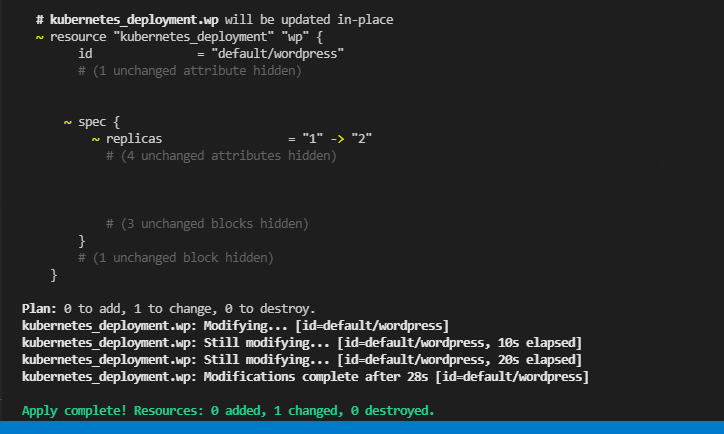 # kubernetes_deployment.wp will be updated in-place
~ resource "kubernetes_deployment" "wp" {
id = "default/wordpress"
# (1 unchanged attribute hidden)
~ spec {
~ replicas = "1" -> "2"
# (4 unchanged attributes hidden)
# (3 unchanged blocks hidden)
}
# (1 unchanged block hidden)
}
Plan: 0 to add, 1 to change, 0 to destroy.
kubernetes_deployment.wp: Modifying... [id=default/wordpress]
kubernetes_deployment.wp: Still modifying... [id=default/wordpress, 10s elapsed]
kubernetes_deployment.wp: Still modifying... [id=default/wordpress, 20s elapsed]
kubernetes_deployment.wp: Modifications complete after 28s [id=default/wordpress]
Apply complete! Resources: 0 added, 1 changed, 0 destroyed.